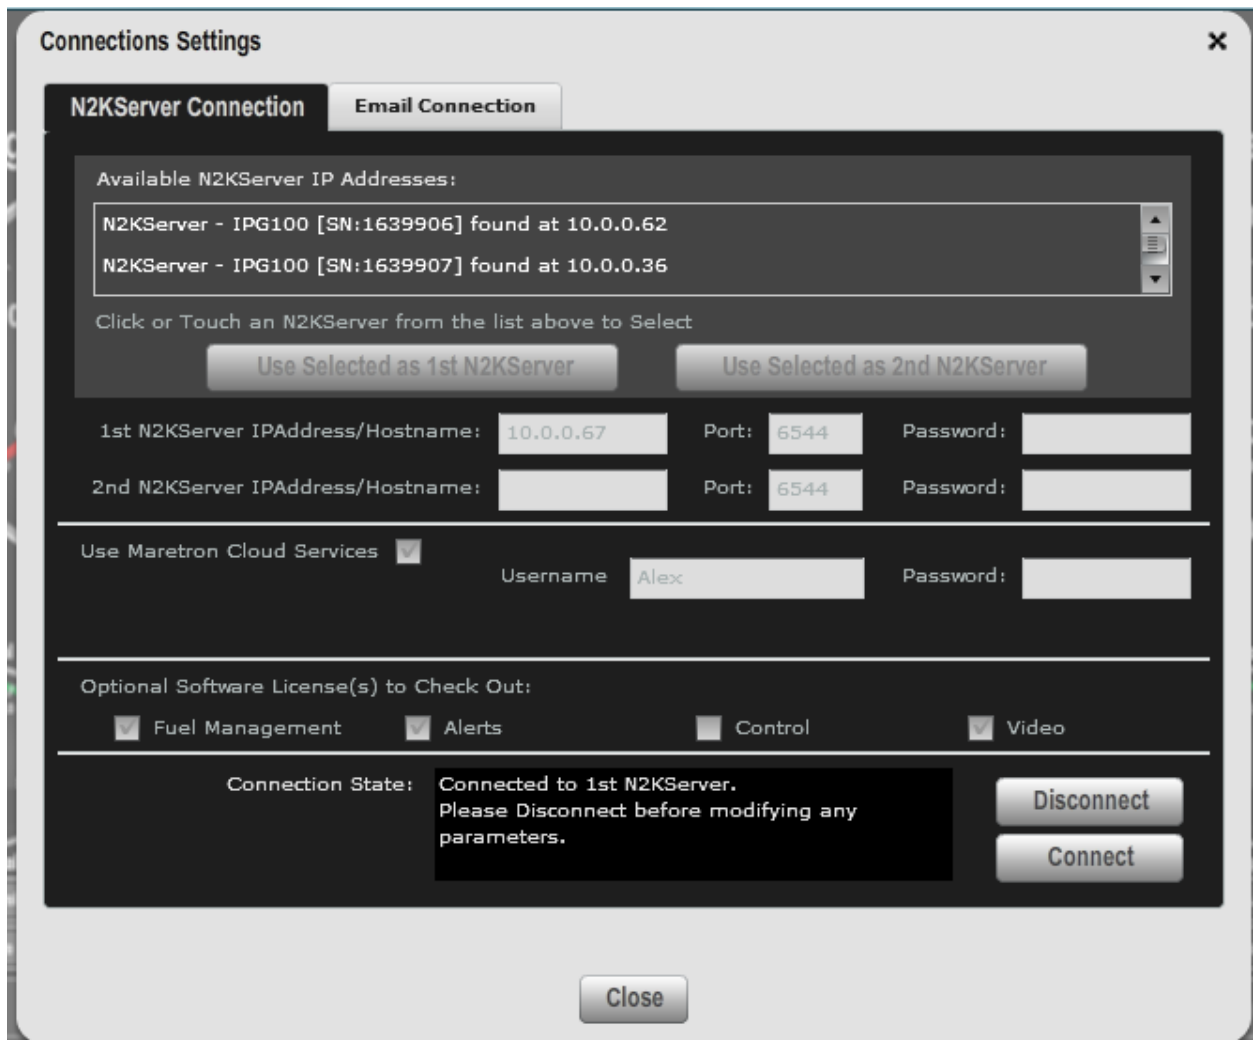 Connections Settings
N2KServer Connection
Email Connection
Available N2KServer IP Addresses:
N2KServer - IPG100 [SN:1639906] found at 10.0.0.62
N2KServer - IPG100 [SN:1639907] found at 10.0.0.36
Click or Touch an N2KServer from the list above to Select
Use Selected as 1st N2KServer
Use Selected as 2nd N2KServer
1st N2KServer IPAddress/Hostname: 10.0.0.67 Port: 6544 Password:
2nd N2KServer IPAddress/Hostname: Port: 6544 Password:
Use Maretron Cloud Services
Username Alex Password:
Optional Software License(s) to Check Out:
Fuel Management Alerts Control Video
Connection State: Connected to 1st N2KServer.
Please Disconnect before modifying any
parameters.
Disconnect
Connect
Close